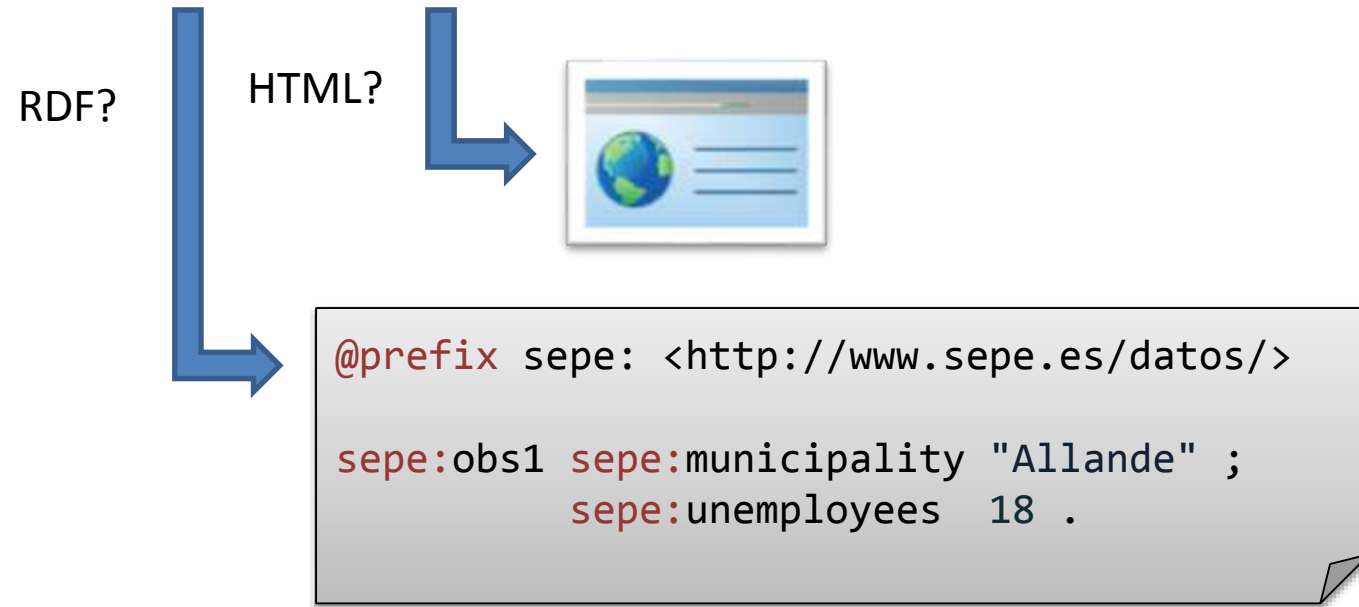 RDF?
HTML?
@prefix sepe: <http://www.sepe.es/datos/>
sepe:obs1 sepe:municipality "Allande" ;
sepe:unemployees 18 .